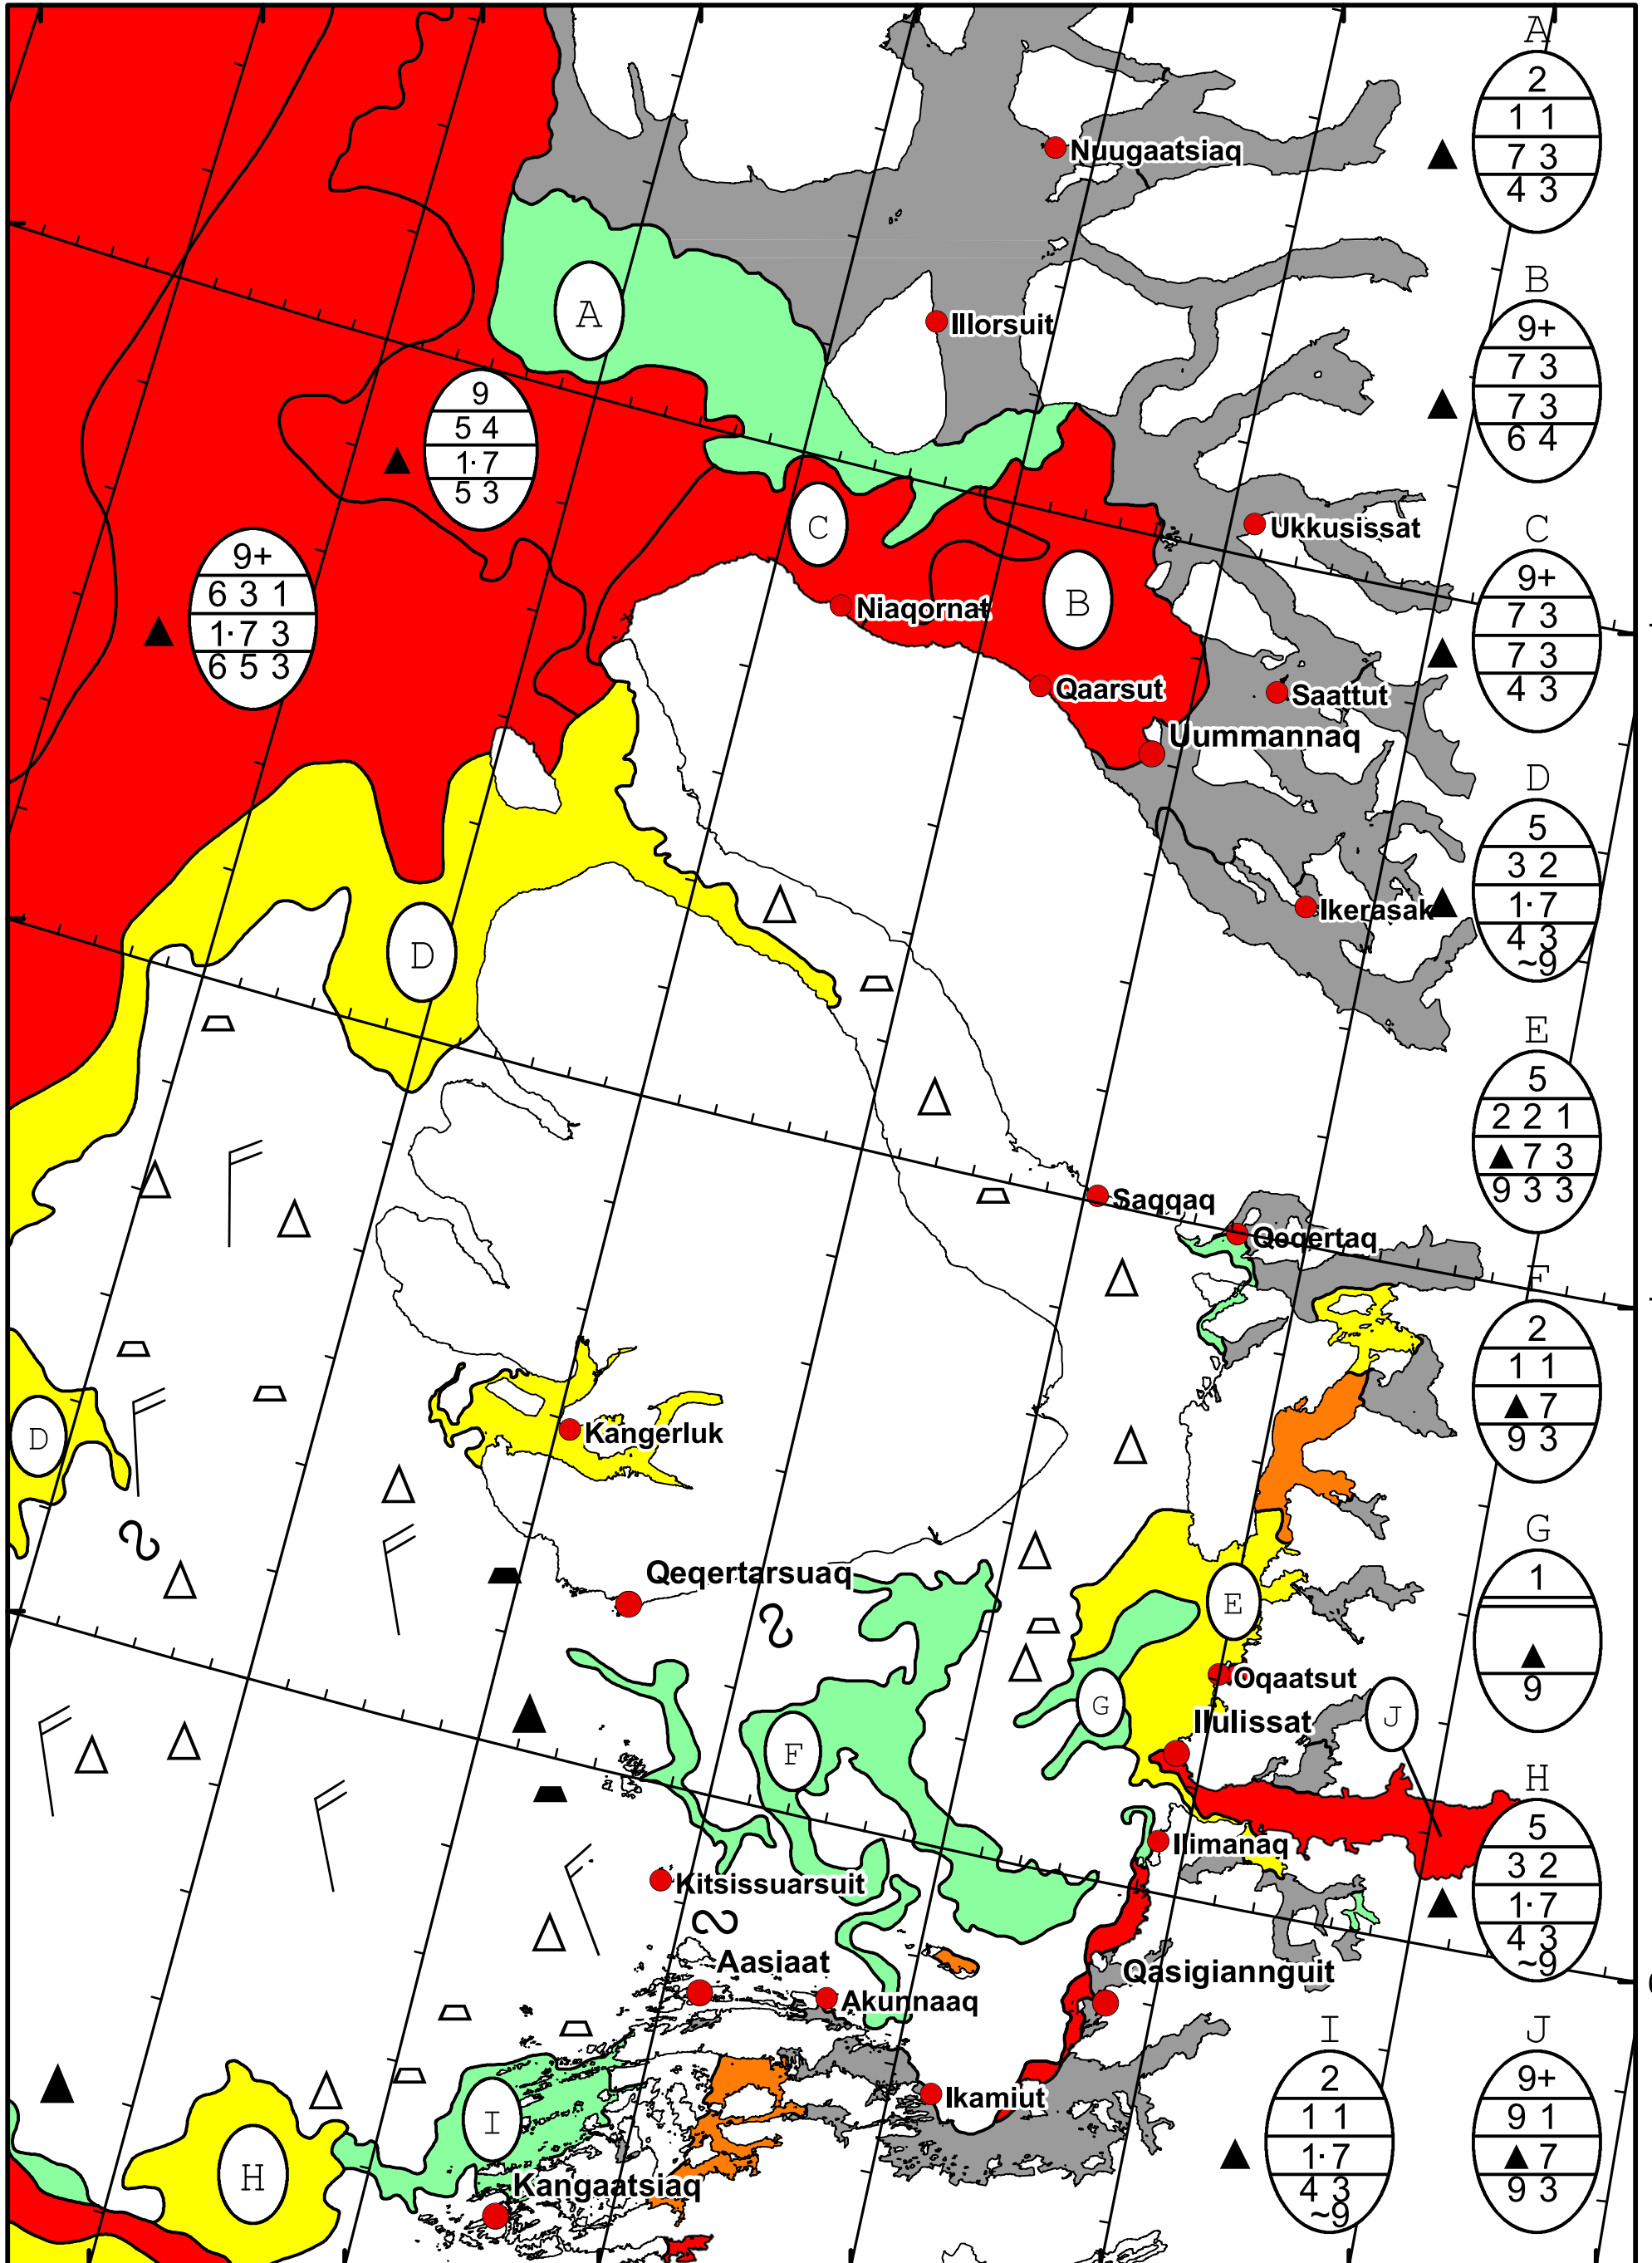 A
2
1 1
7 3
4 3
Nuugaatsiaq
B
9+
7 3
7 3
6 4
A
Illorsuit
9
5 4
1· 7
5 3
C
9+
7 3
7 3
4 3
C
Ukkusissat
9+
6 3 1
1· 7 3
6 5 3
Niaqornat
B
Qaarsut
Saattut
Uummannaq
D
5
3 2
1· 7
4 3
~9
Ikerasak
D
E
5
2 2 1
▲ 7 3
9 3 3
Saqqaq
Qeqertaq
F
2
1 1
▲ 7
9 3
D
Kangerluk
G
1
▲
9
Qeqertarsuaq
E
Oqaatsut
G
Ilulissat
J
F
H
5
3 2
1· 7
4 3
~9
Ilimanaq
Kitsissuarsuit
Aasiaat
Qasigiannguit
Akunnaaq
I
2
1 1
1· 7
4 3
~9
J
9+
9 1
▲ 7
9 3
Ikamiut
I
H
Kangaatsiaq